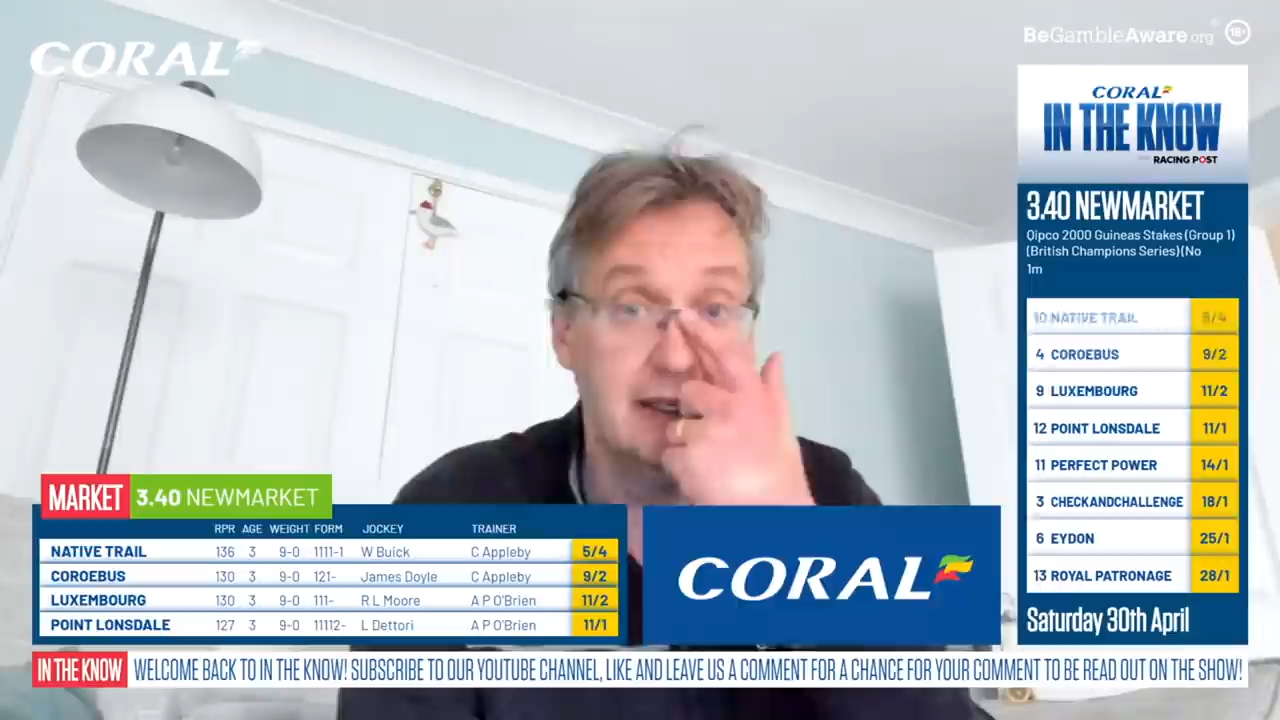 CORAL
BeGambleAware.org 18+
CORAL
IN THE KNOW
RACING POST
3.40 NEWMARKET
Qipco 2000 Guineas Stakes (Group 1)
(British Champions Series) (No
1m
10 NATIVE TRAIL 5/4
4 COROEBUS 9/2
9 LUXEMBOURG 11/2
12 POINT LONSDALE 11/1
11 PERFECT POWER 14/1
3 CHECKANDCHALLENGE 18/1
6 EYDON 25/1
13 ROYAL PATRONAGE 28/1
Saturday 30th April
MARKET 3.40 NEWMARKET
RPR AGE WEIGHT FORM JOCKEY TRAINER
NATIVE TRAIL 136 3 9-0 1111-1 W Buick C Appleby 5/4
COROEBUS 130 3 9-0 121- James Doyle C Appleby 9/2
LUXEMBOURG 130 3 9-0 111- R L Moore A P O'Brien 11/2
POINT LONSDALE 127 3 9-0 11112- L Dettori A P O'Brien 11/1
CORAL
IN THE KNOW WELCOME BACK TO IN THE KNOW! SUBSCRIBE TO OUR YOUTUBE CHANNEL, LIKE AND LEAVE US A COMMENT FOR A CHANCE FOR YOUR COMMENT TO BE READ OUT ON THE SHOW!